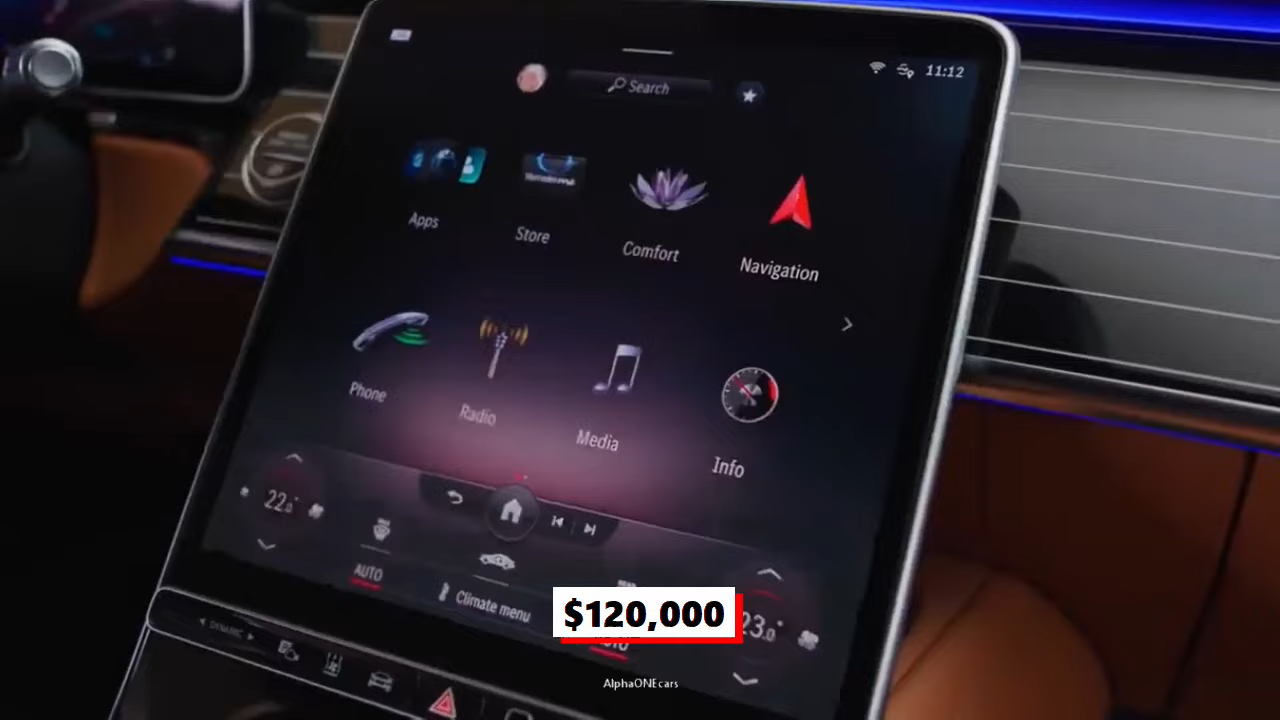 11:12
Search
Apps
Store
Comfort
Navigation
Phone
Radio
Media
Info
22.0°
AUTO
Climate menu
$120,000
23.0°
DYNAMIC
AlphaONEcars